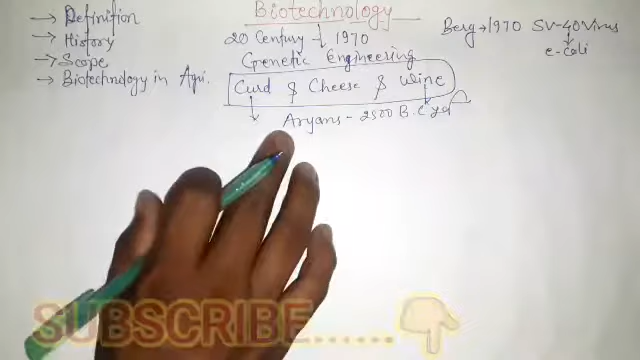 Biotechnology
→ Definition
→ History
→ Scope
→ Biotechnology in Agri.
20 Century ↓ 1970
Genetic Engineering
Curd & Cheese & Wine
Aryans - 2500 B.C
Berg → 1970 SV-40 Virus
e-Coli
SUBSCRIBE......